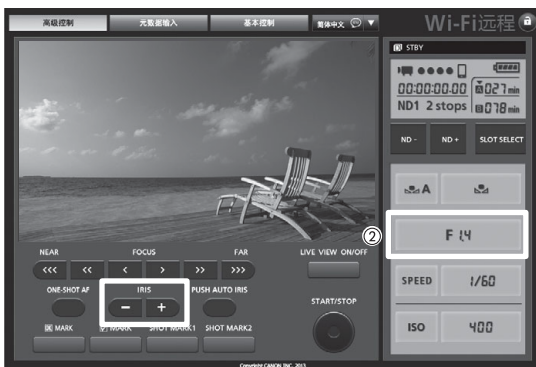 高级控制
元数据输入
基本控制
简体中文
Wi-Fi远程
STBY
00:00:00.00
A 027 min
ND1 2 stops
B 078 min
ND -
ND +
SLOT SELECT
A
②
F 1.4
NEAR
FOCUS
FAR
LIVE VIEW ON/OFF
<<<
<<
<
>
>>
>>>
SPEED
1/60
ONE-SHOT AF
IRIS
PUSH AUTO IRIS
-
+
START/STOP
ISO
400
OK MARK
MARK
SHOT MARK1
SHOT MARK2
Copyright CANON INC. 2013